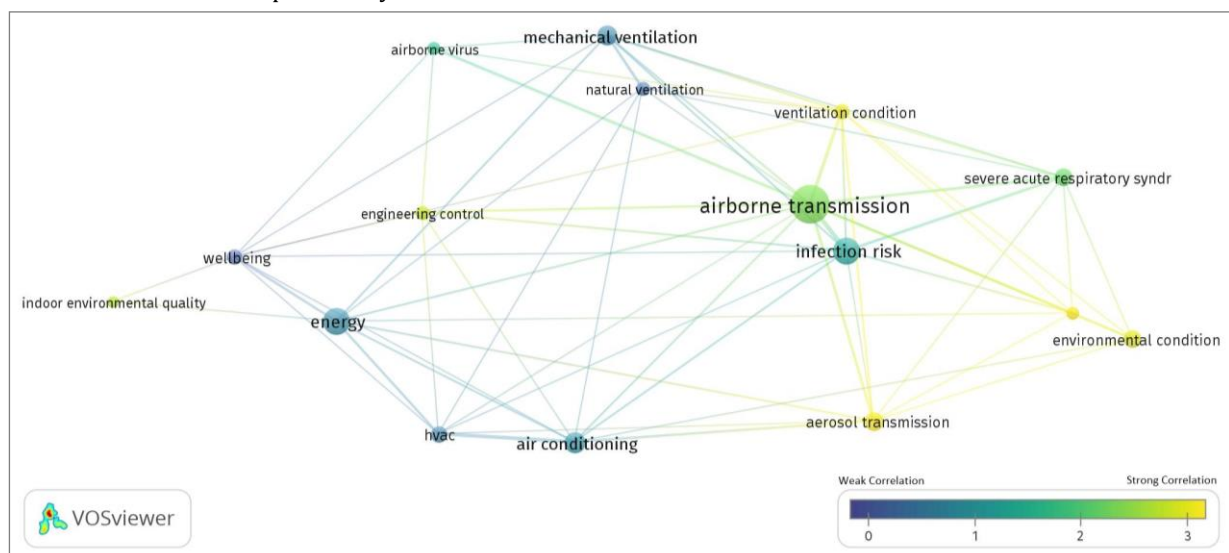 mechanical ventilation
airborne virus
natural ventilation
ventilation condition
severe acute respiratory syndr
airborne transmission
engineering control
infection risk
wellbeing
indoor environmental quality
energy
environmental condition
aerosol transmission
hvac
air conditioning
VOSviewer
Weak Correlation
Strong Correlation
0 1 2 3